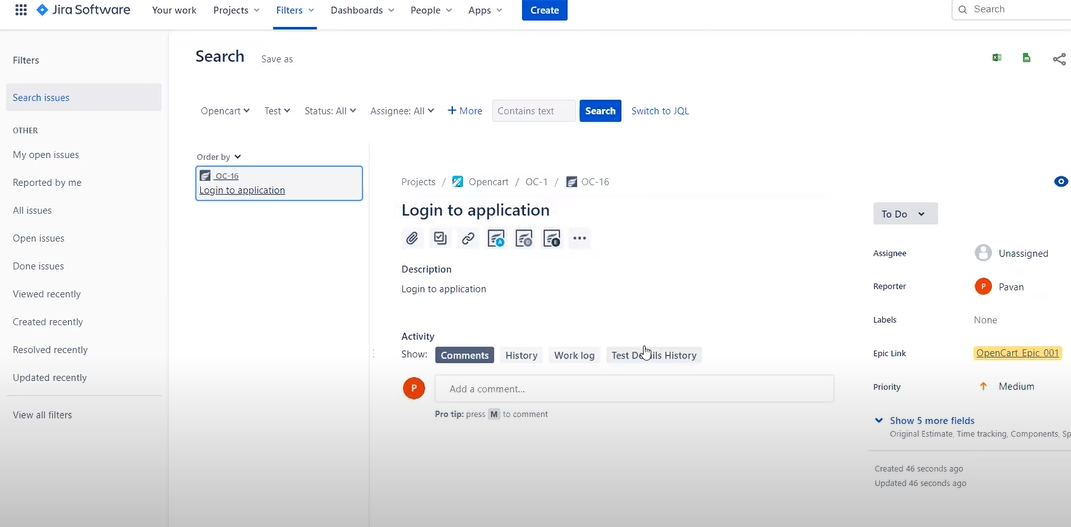 Jira Software Your work Projects Filters Dashboards People Apps Create Search
Filters
Search issues
OTHER
My open issues
Reported by me
All issues
Open issues
Done issues
Viewed recently
Created recently
Resolved recently
Updated recently
View all filters
Search Save as
Opencart Test Status: All Assignee: All + More Contains text Search Switch to JQL
Order by
OC-16
Login to application
Projects / Opencart / OC-1 / OC-16
Login to application
Description
Login to application
Activity
Show: Comments History Work log Test Details History
P Add a comment...
Pro tip: press M to comment
To Do
Assignee Unassigned
Reporter P Pavan
Labels None
Epic Link OpenCart_Epic_001
Priority Medium
Show 5 more fields
Original Estimate, Time tracking, Components, Sp
Created 46 seconds ago
Updated 46 seconds ago